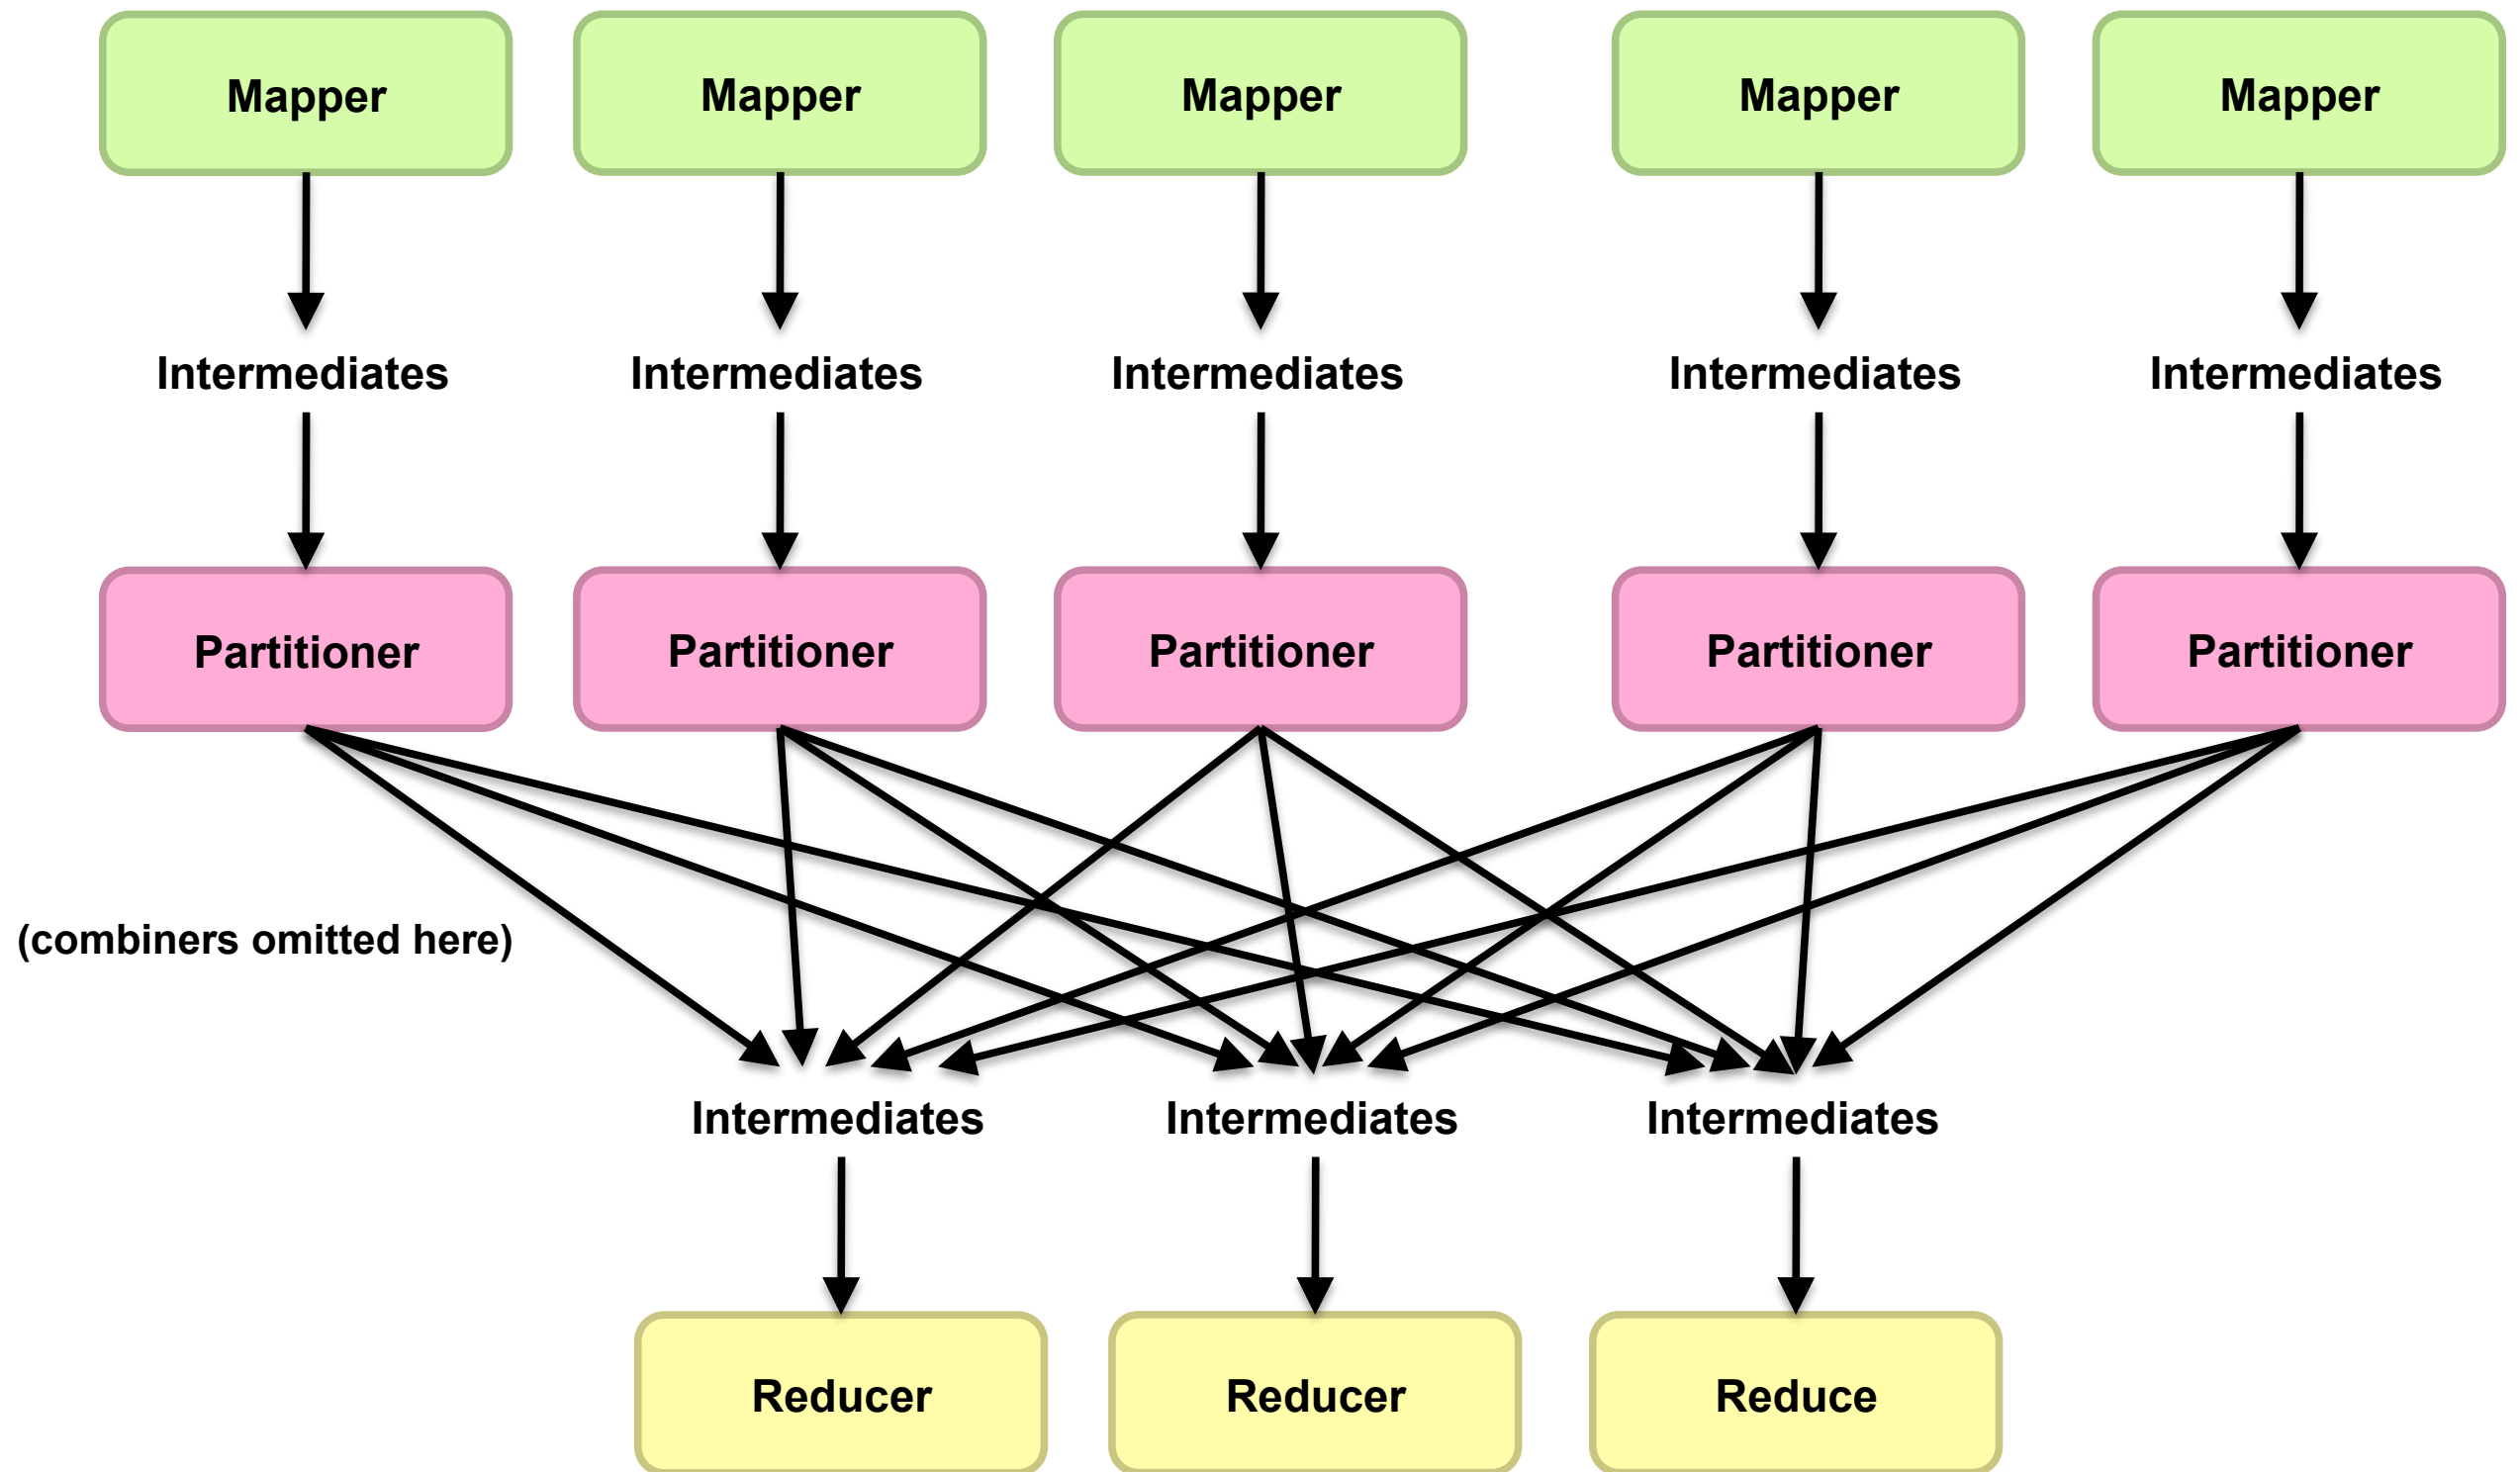 Mapper
Mapper
Mapper
Mapper
Mapper
Intermediates
Intermediates
Intermediates
Intermediates
Intermediates
Partitioner
Partitioner
Partitioner
Partitioner
Partitioner
(combiners omitted here)
Intermediates
Intermediates
Intermediates
Reducer
Reducer
Reduce